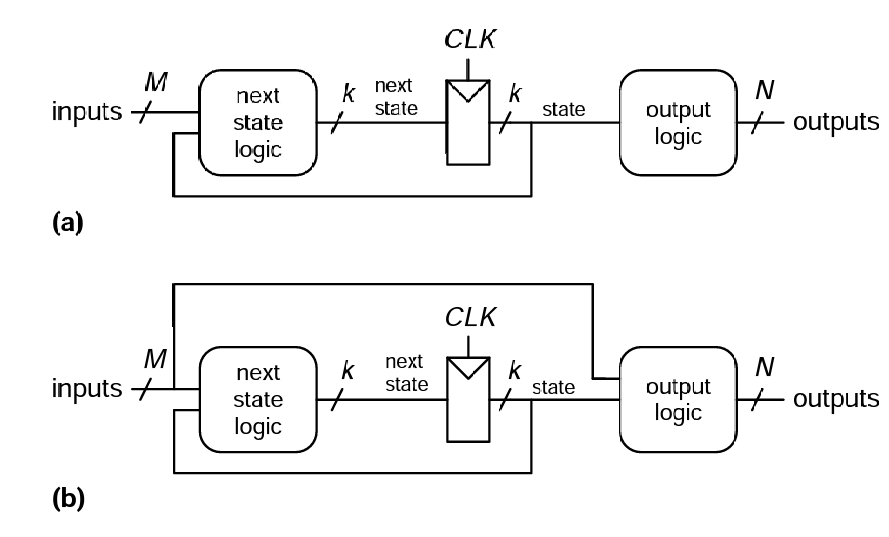 CLK
M
inputs
next
state
logic
k
next
state
k
state
output
logic
N
outputs
(a)
CLK
M
inputs
next
state
logic
k
next
state
k
state
output
logic
N
outputs
(b)